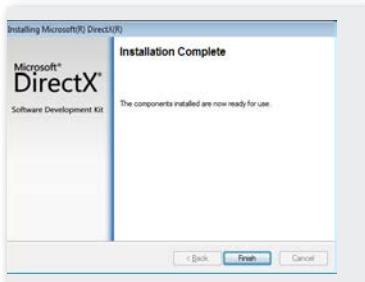 Installing Microsoft(R) DirectX(R)
Installation Complete
Microsoft®
DirectX®
Software Development Kit
The components installed are now ready for use.
< Back
Finish
Cancel